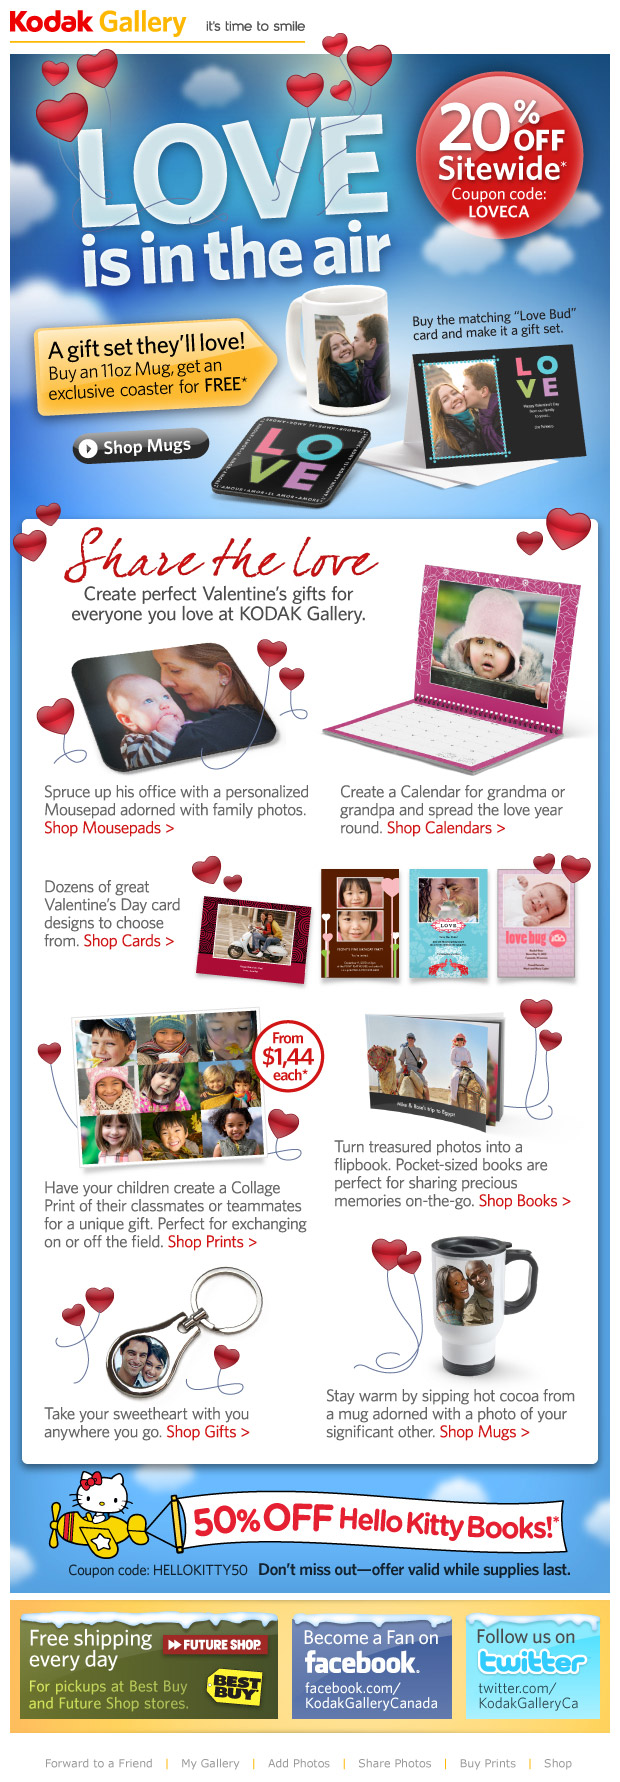 Kodak Gallery it's time to smile
LOVE
is in the air
20% OFF
Sitewide*
Coupon code:
LOVECA
A gift set they'll love!
Buy an 11oz Mug, get an
exclusive coaster for FREE*
Shop Mugs
Buy the matching "Love Bud"
card and make it a gift set.
LO
VE
LO
VE
Share the love
Create perfect Valentine's gifts for
everyone you love at KODAK Gallery.
Spruce up his office with a personalized
Mousepad adorned with family photos.
Shop Mousepads >
Create a Calendar for grandma or
grandpa and spread the love year
round. Shop Calendars >
Dozens of great
Valentine's Day card
designs to choose
from. Shop Cards >
LOVE
love bug
From
$1,44
each*
Have your children create a Collage
Print of their classmates or teammates
for a unique gift. Perfect for exchanging
on or off the field. Shop Prints >
Mike & Rose's trip to Egypt
Turn treasured photos into a
flipbook. Pocket-sized books are
perfect for sharing precious
memories on-the-go. Shop Books >
Take your sweetheart with you
anywhere you go. Shop Gifts >
Stay warm by sipping hot cocoa from
a mug adorned with a photo of your
significant other. Shop Mugs >
50% OFF Hello Kitty Books!*
Coupon code: HELLOKITTY50 Don't miss out—offer valid while supplies last.
Free shipping
every day
FUTURE SHOP
For pickups at Best Buy
and Future Shop stores.
BEST
BUY
Become a Fan on
facebook.
facebook.com/
KodakGalleryCanada
Follow us on
twitter
twitter.com/
KodakGalleryCa
Forward to a Friend | My Gallery | Add Photos | Share Photos | Buy Prints | Shop